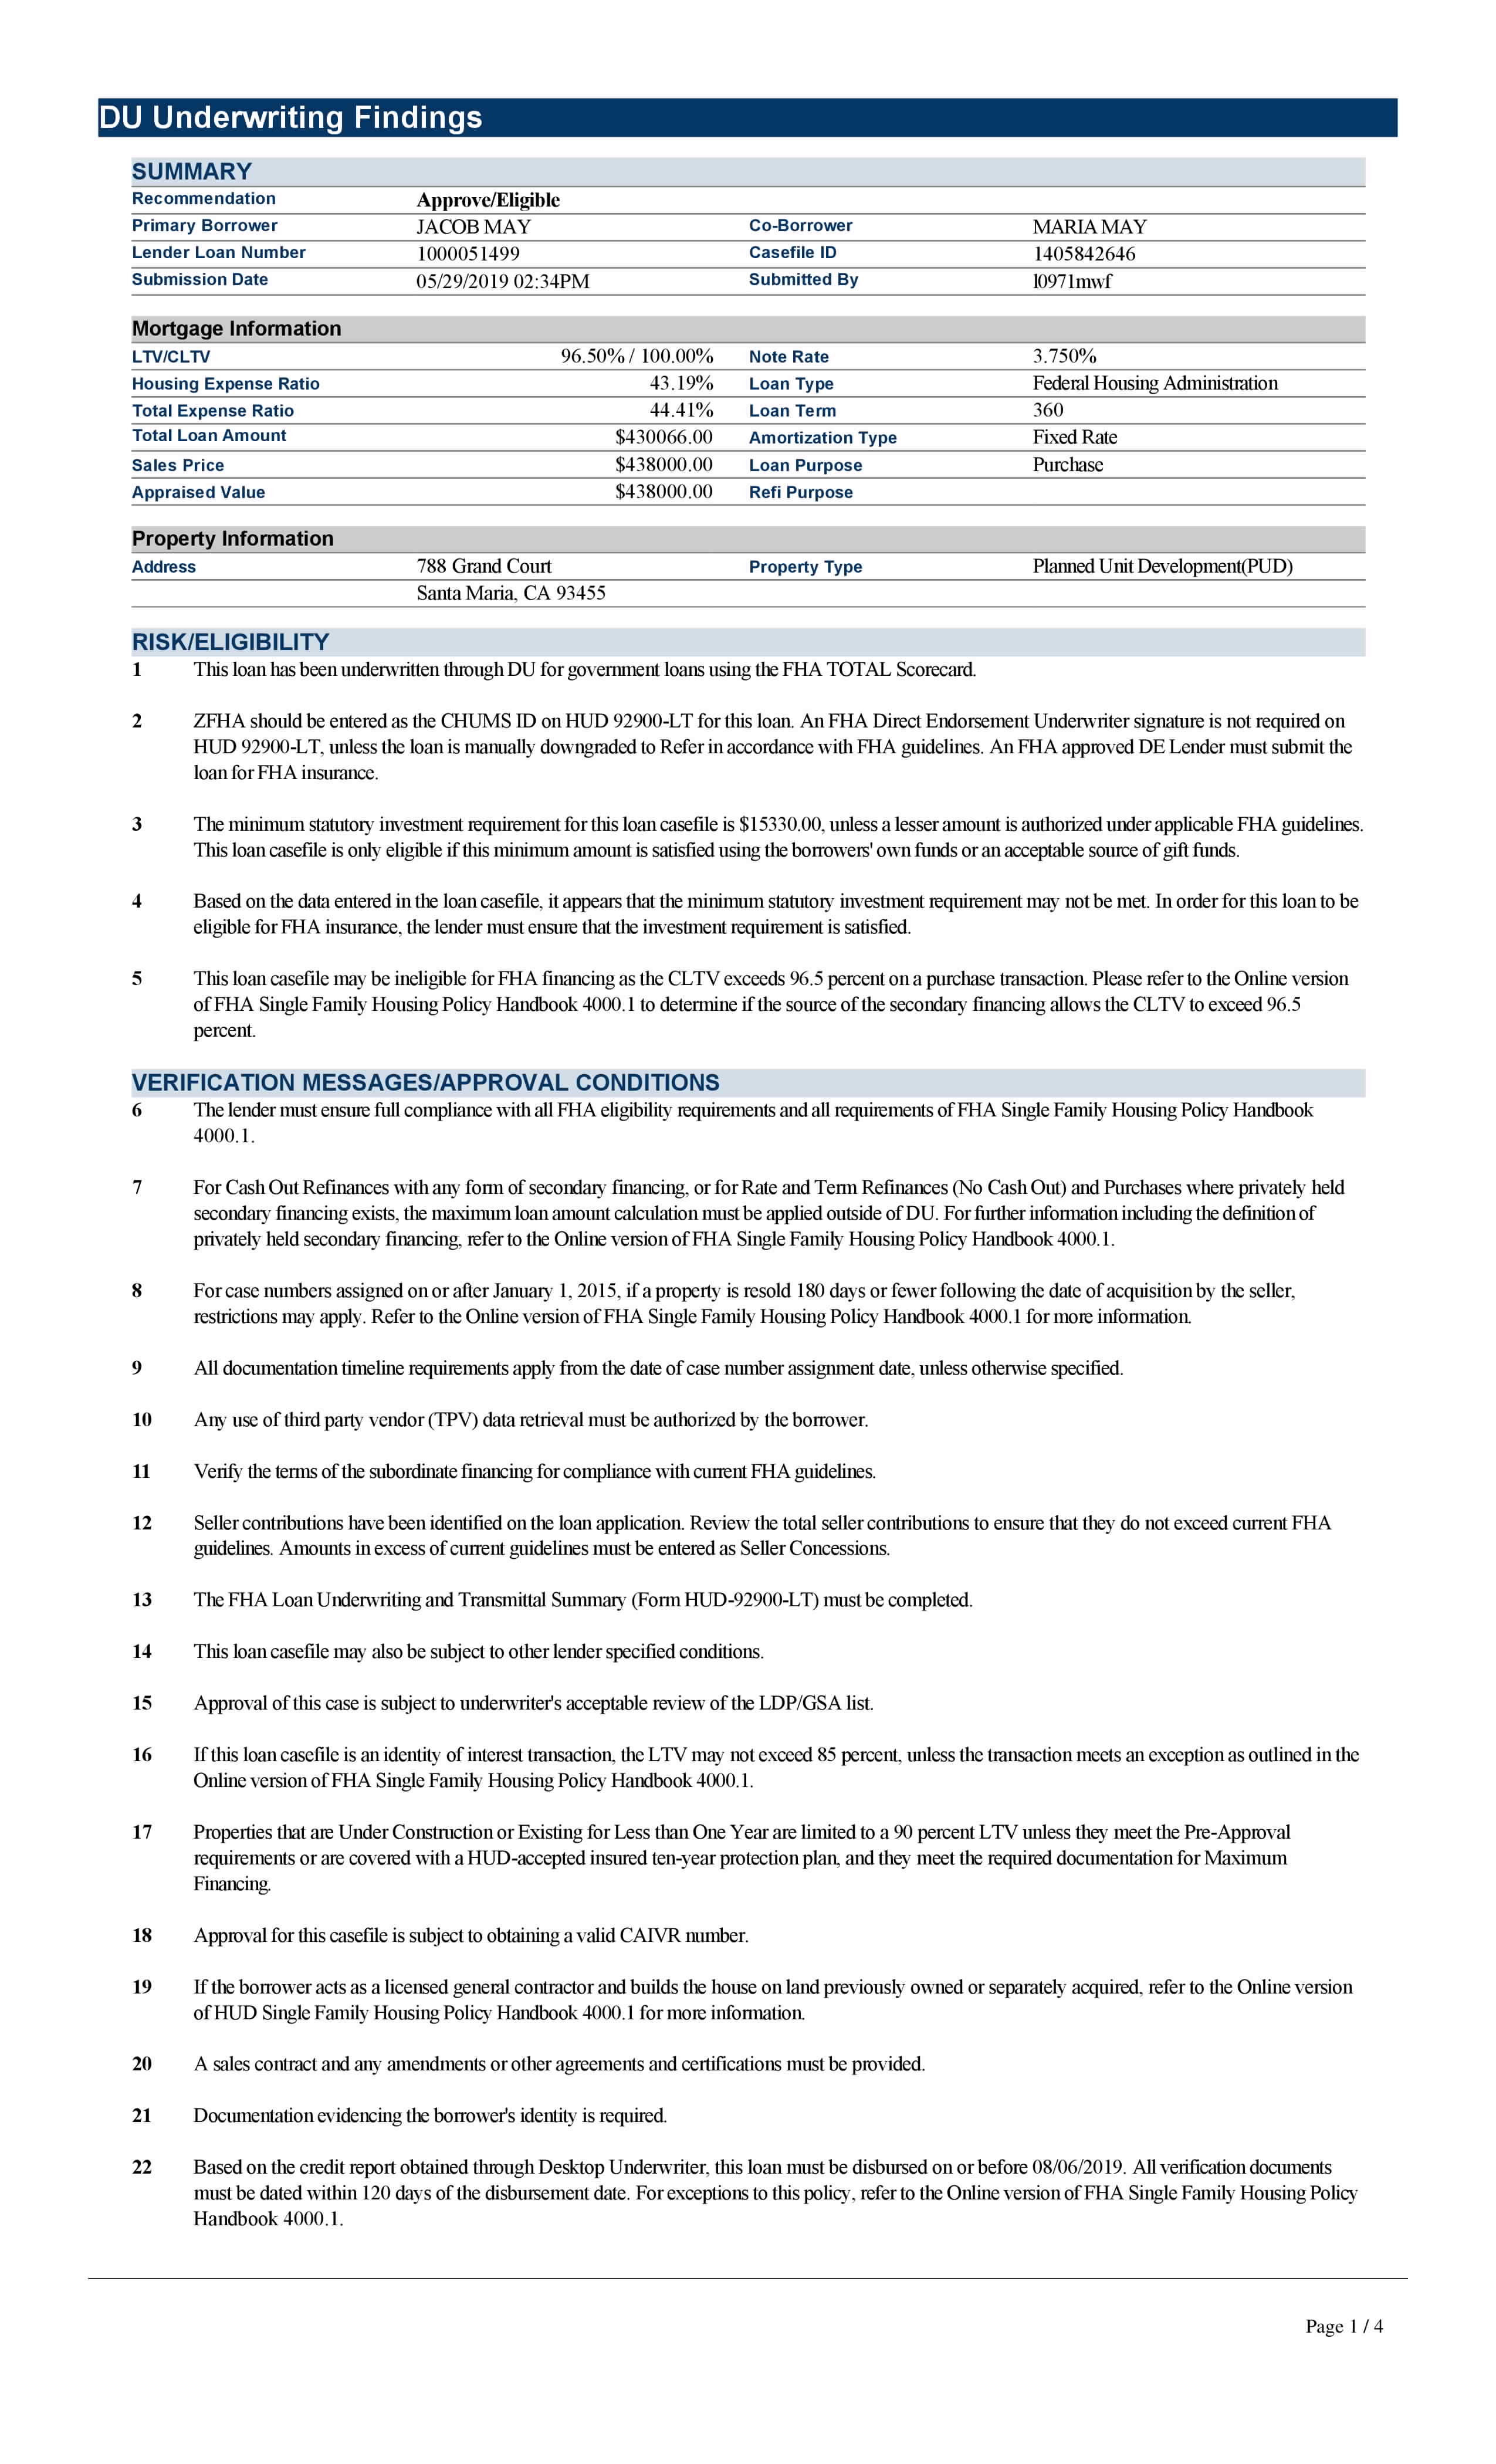 DU Underwriting Findings
SUMMARY
Recommendation Approve/Eligible
Primary Borrower JACOB MAY Co-Borrower MARIA MAY
Lender Loan Number 1000051499 Casefile ID 1405842646
Submission Date 05/29/2019 02:34PM Submitted By l0971mwf
Mortgage Information
LTV/CLTV 96.50% / 100.00% Note Rate 3.750%
Housing Expense Ratio 43.19% Loan Type Federal Housing Administration
Total Expense Ratio 44.41% Loan Term 360
Total Loan Amount $430066.00 Amortization Type Fixed Rate
Sales Price $438000.00 Loan Purpose Purchase
Appraised Value $438000.00 Refi Purpose
Property Information
Address 788 Grand Court Property Type Planned Unit Development(PUD)
Santa Maria, CA 93455
RISK/ELIGIBILITY
1 This loan has been underwritten through DU for government loans using the FHA TOTAL Scorecard.
2 ZFHA should be entered as the CHUMS ID on HUD 92900-LT for this loan. An FHA Direct Endorsement Underwriter signature is not required on
HUD 92900-LT, unless the loan is manually downgraded to Refer in accordance with FHA guidelines. An FHA approved DE Lender must submit the
loan for FHA insurance.
3 The minimum statutory investment requirement for this loan casefile is $15330.00, unless a lesser amount is authorized under applicable FHA guidelines.
This loan casefile is only eligible if this minimum amount is satisfied using the borrowers' own funds or an acceptable source of gift funds.
4 Based on the data entered in the loan casefile, it appears that the minimum statutory investment requirement may not be met. In order for this loan to be
eligible for FHA insurance, the lender must ensure that the investment requirement is satisfied.
5 This loan casefile may be ineligible for FHA financing as the CLTV exceeds 96.5 percent on a purchase transaction. Please refer to the Online version
of FHA Single Family Housing Policy Handbook 4000.1 to determine if the source of the secondary financing allows the CLTV to exceed 96.5
percent.
VERIFICATION MESSAGES/APPROVAL CONDITIONS
6 The lender must ensure full compliance with all FHA eligibility requirements and all requirements of FHA Single Family Housing Policy Handbook
4000.1.
7 For Cash Out Refinances with any form of secondary financing, or for Rate and Term Refinances (No Cash Out) and Purchases where privately held
secondary financing exists, the maximum loan amount calculation must be applied outside of DU. For further information including the definition of
privately held secondary financing, refer to the Online version of FHA Single Family Housing Policy Handbook 4000.1.
8 For case numbers assigned on or after January 1, 2015, if a property is resold 180 days or fewer following the date of acquisition by the seller,
restrictions may apply. Refer to the Online version of FHA Single Family Housing Policy Handbook 4000.1 for more information.
9 All documentation timeline requirements apply from the date of case number assignment date, unless otherwise specified.
10 Any use of third party vendor (TPV) data retrieval must be authorized by the borrower.
11 Verify the terms of the subordinate financing for compliance with current FHA guidelines.
12 Seller contributions have been identified on the loan application. Review the total seller contributions to ensure that they do not exceed current FHA
guidelines. Amounts in excess of current guidelines must be entered as Seller Concessions.
13 The FHA Loan Underwriting and Transmittal Summary (Form HUD-92900-LT) must be completed.
14 This loan casefile may also be subject to other lender specified conditions.
15 Approval of this case is subject to underwriter's acceptable review of the LDP/GSA list.
16 If this loan casefile is an identity of interest transaction, the LTV may not exceed 85 percent, unless the transaction meets an exception as outlined in the
Online version of FHA Single Family Housing Policy Handbook 4000.1.
17 Properties that are Under Construction or Existing for Less than One Year are limited to a 90 percent LTV unless they meet the Pre-Approval
requirements or are covered with a HUD-accepted insured ten-year protection plan, and they meet the required documentation for Maximum
Financing.
18 Approval for this casefile is subject to obtaining a valid CAIVR number.
19 If the borrower acts as a licensed general contractor and builds the house on land previously owned or separately acquired, refer to the Online version
of HUD Single Family Housing Policy Handbook 4000.1 for more information.
20 A sales contract and any amendments or other agreements and certifications must be provided.
21 Documentation evidencing the borrower's identity is required.
22 Based on the credit report obtained through Desktop Underwriter, this loan must be disbursed on or before 08/06/2019. All verification documents
must be dated within 120 days of the disbursement date. For exceptions to this policy, refer to the Online version of FHA Single Family Housing Policy
Handbook 4000.1.
Page 1 / 4